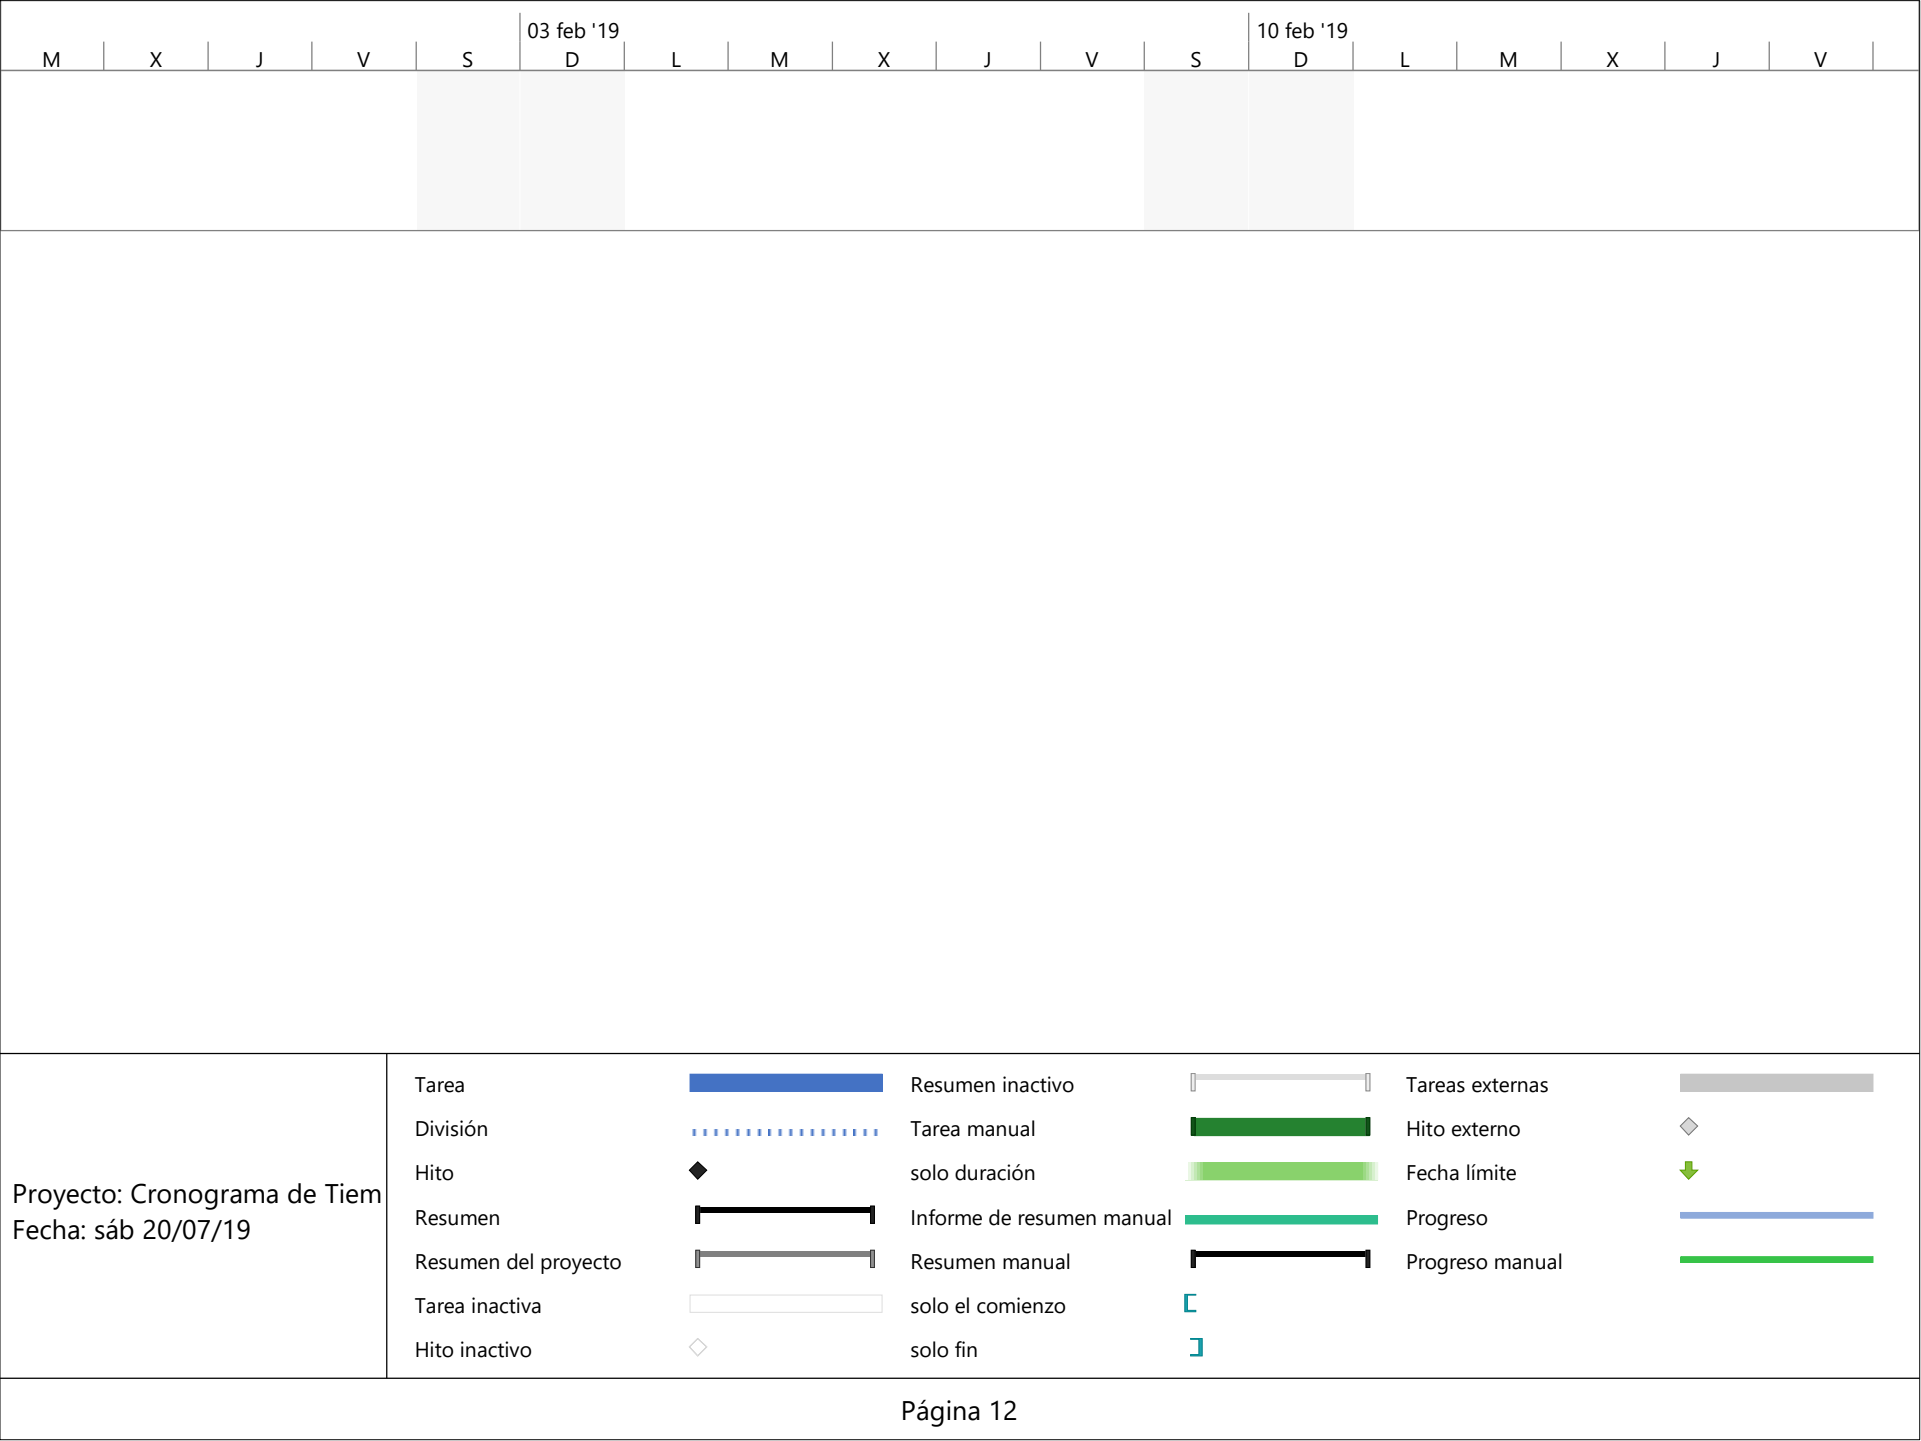 03 feb '19 10 feb '19
M X J V S D L M X J V S D L M X J V
Tarea Resumen inactivo Tareas externas
División Tarea manual Hito externo
Hito solo duración Fecha límite
Proyecto: Cronograma de Tiem
Fecha: sáb 20/07/19
Resumen Informe de resumen manual Progreso
Resumen del proyecto Resumen manual Progreso manual
Tarea inactiva solo el comienzo
Hito inactivo solo fin
Página 12